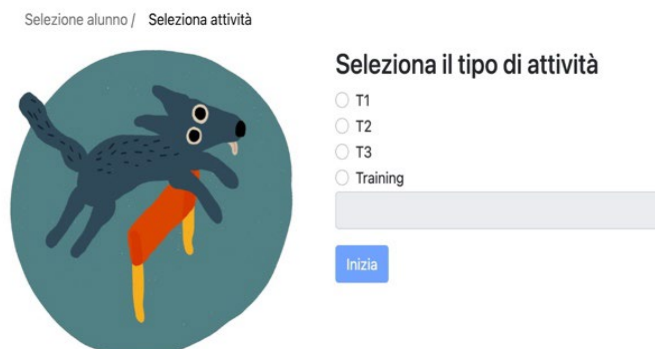 Selezione alunno / Seleziona attività
Seleziona il tipo di attività
T1
T2
T3
Training
Inizia